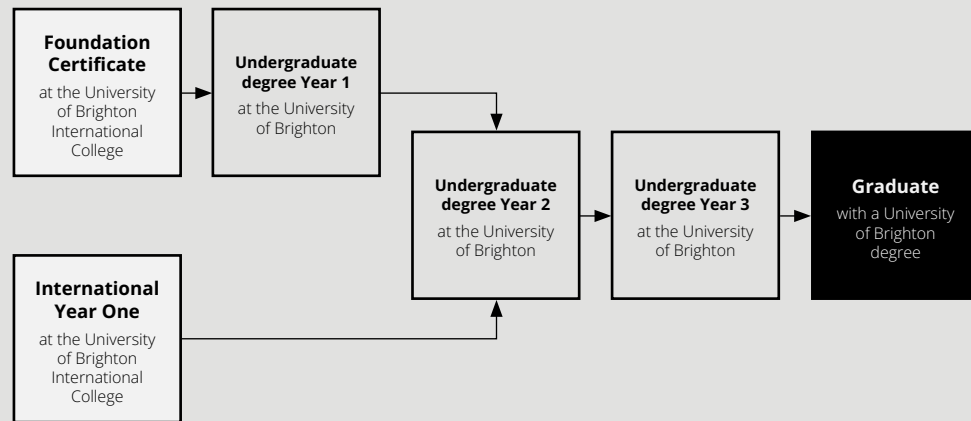 Foundation
Certificate
at the University
of Brighton
International
College
Undergraduate
degree Year 1
at the University
of Brighton
Undergraduate
degree Year 2
at the University
of Brighton
Undergraduate
degree Year 3
at the University
of Brighton
Graduate
with a University
of Brighton
degree
International
Year One
at the University
of Brighton
International
College